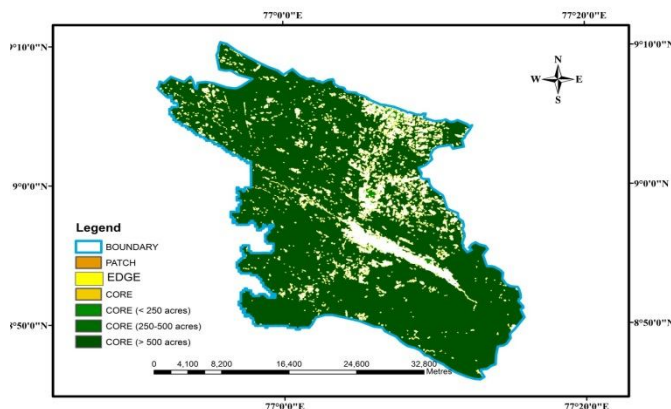 77°0'0"E 77°20'0"E
9°10'0"N 9°10'0"N
N
W E
S
9°0'0"N 9°0'0"N
Legend
BOUNDARY
PATCH
EDGE
CORE
CORE (< 250 acres)
CORE (250-500 acres)
CORE (> 500 acres)
8°50'0"N 8°50'0"N
0 4,100 8,200 16,400 24,600 32,800
Metres
77°0'0"E 77°20'0"E